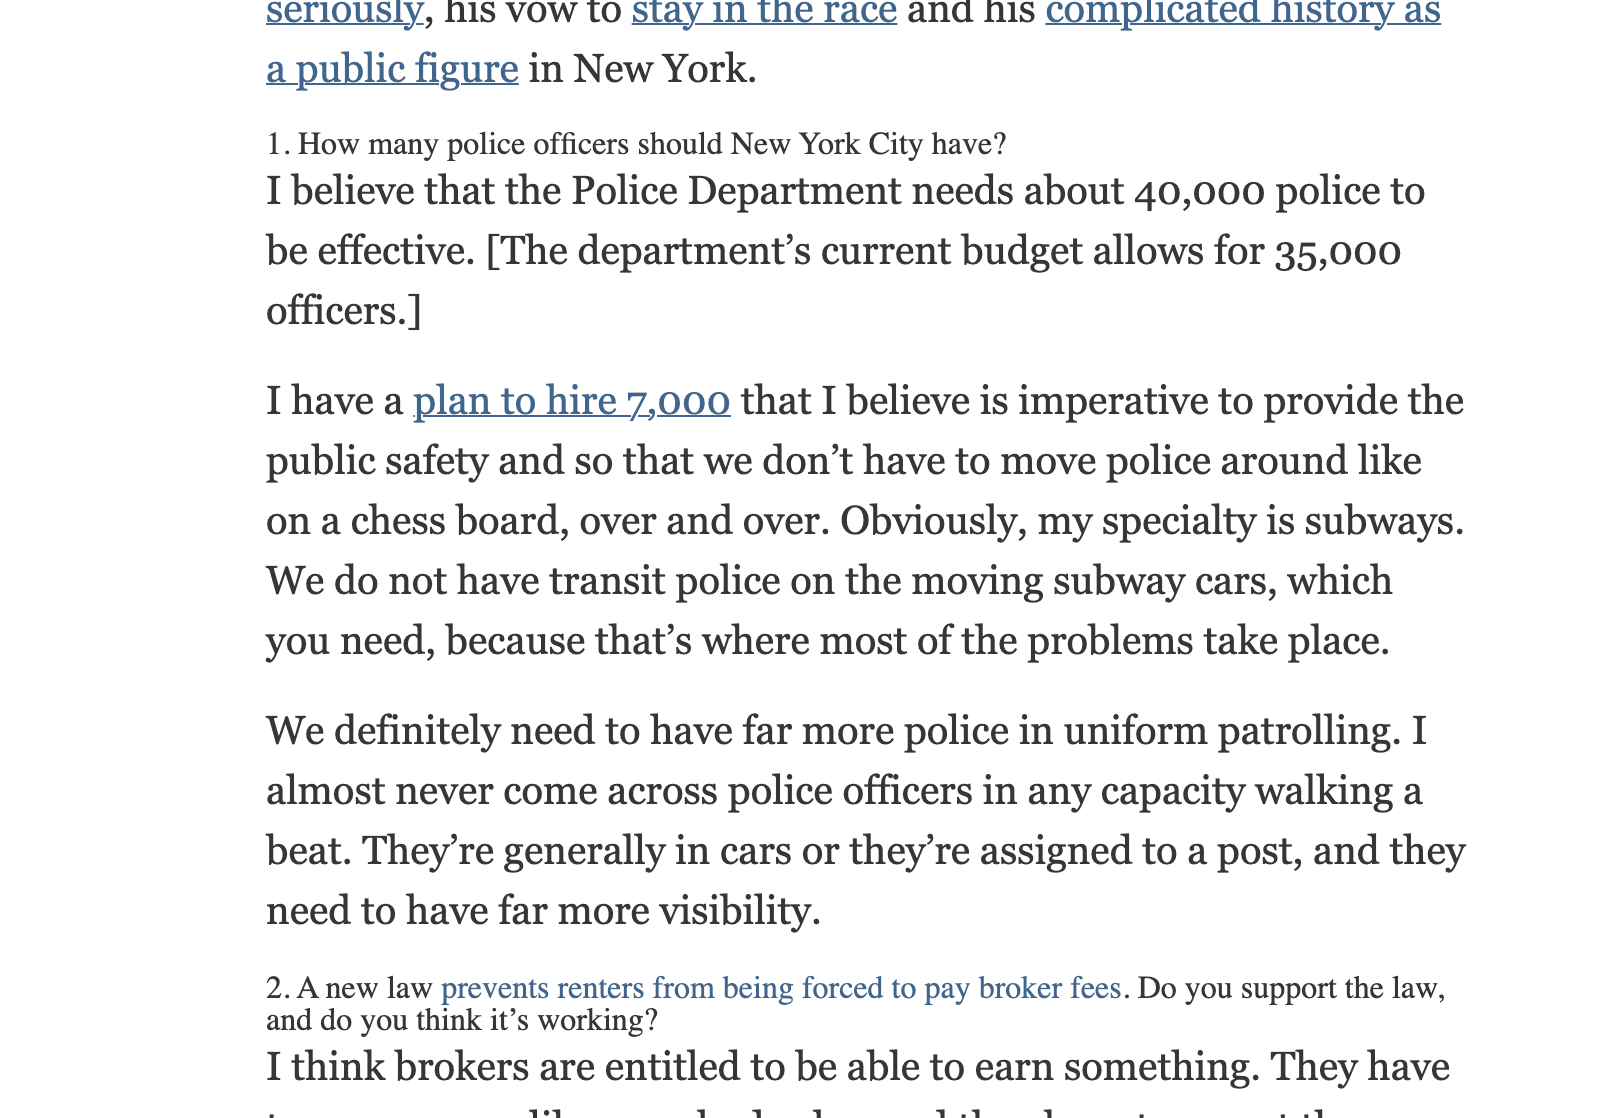 seriously, his vow to stay in the race and his complicated history as
a public figure in New York.
1. How many police officers should New York City have?
I believe that the Police Department needs about 40,000 police to
be effective. [The department’s current budget allows for 35,000
officers.]
I have a plan to hire 7,000 that I believe is imperative to provide the
public safety and so that we don’t have to move police around like
on a chess board, over and over. Obviously, my specialty is subways.
We do not have transit police on the moving subway cars, which
you need, because that’s where most of the problems take place.
We definitely need to have far more police in uniform patrolling. I
almost never come across police officers in any capacity walking a
beat. They’re generally in cars or they’re assigned to a post, and they
need to have far more visibility.
2. A new law prevents renters from being forced to pay broker fees. Do you support the law,
and do you think it’s working?
I think brokers are entitled to be able to earn something. They have